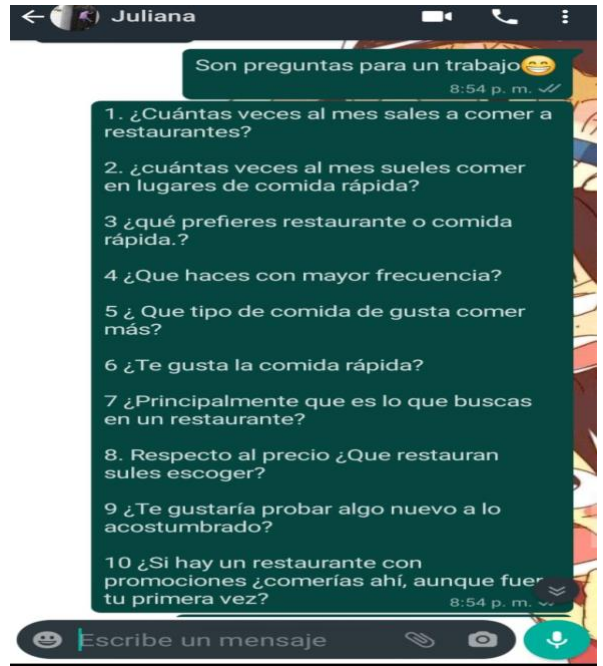 Juliana
Son preguntas para un trabajo
8:54 p. m.
1. ¿Cuántas veces al mes sales a comer a
restaurantes?
2. ¿cuántas veces al mes sueles comer
en lugares de comida rápida?
3 ¿qué prefieres restaurante o comida
rápida.?
4 ¿Que haces con mayor frecuencia?
5 ¿ Que tipo de comida de gusta comer
más?
6 ¿Te gusta la comida rápida?
7 ¿Principalmente que es lo que buscas
en un restaurante?
8. Respecto al precio ¿Que restauran
sules escoger?
9 ¿Te gustaría probar algo nuevo a lo
acostumbrado?
10 ¿Si hay un restaurante con
promociones ¿comerías ahí, aunque fuer
tu primera vez?
8:54 p. m.
Escribe un mensaje